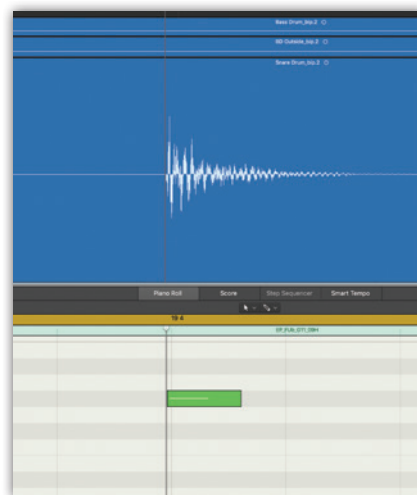 Bass Drum_bip.2
BD Outside_bip.2
Snare Drum_bip.2
Piano Roll Score Step Sequencer Smart Tempo
19 4